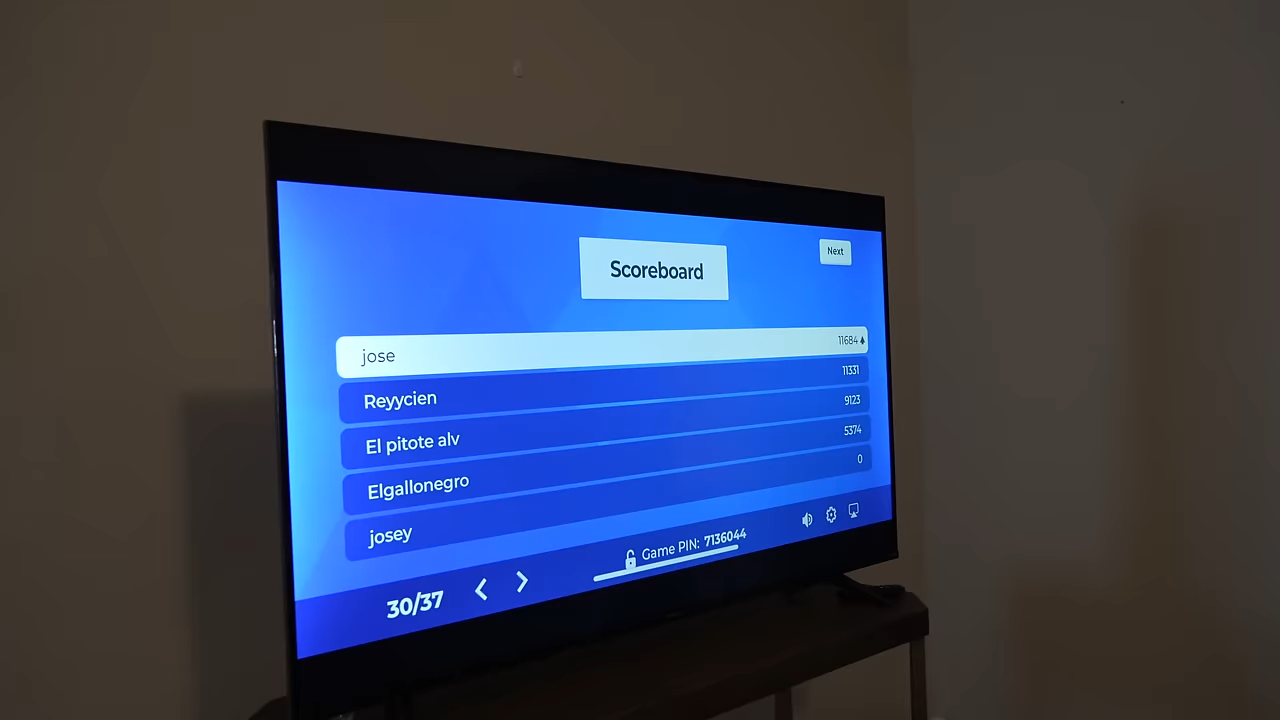 Scoreboard
Next
jose 11684
Reyycien 11331
El pitote alv 9123
Elgallonegro 5374
josey 0
30/37
Game PIN: 7136044